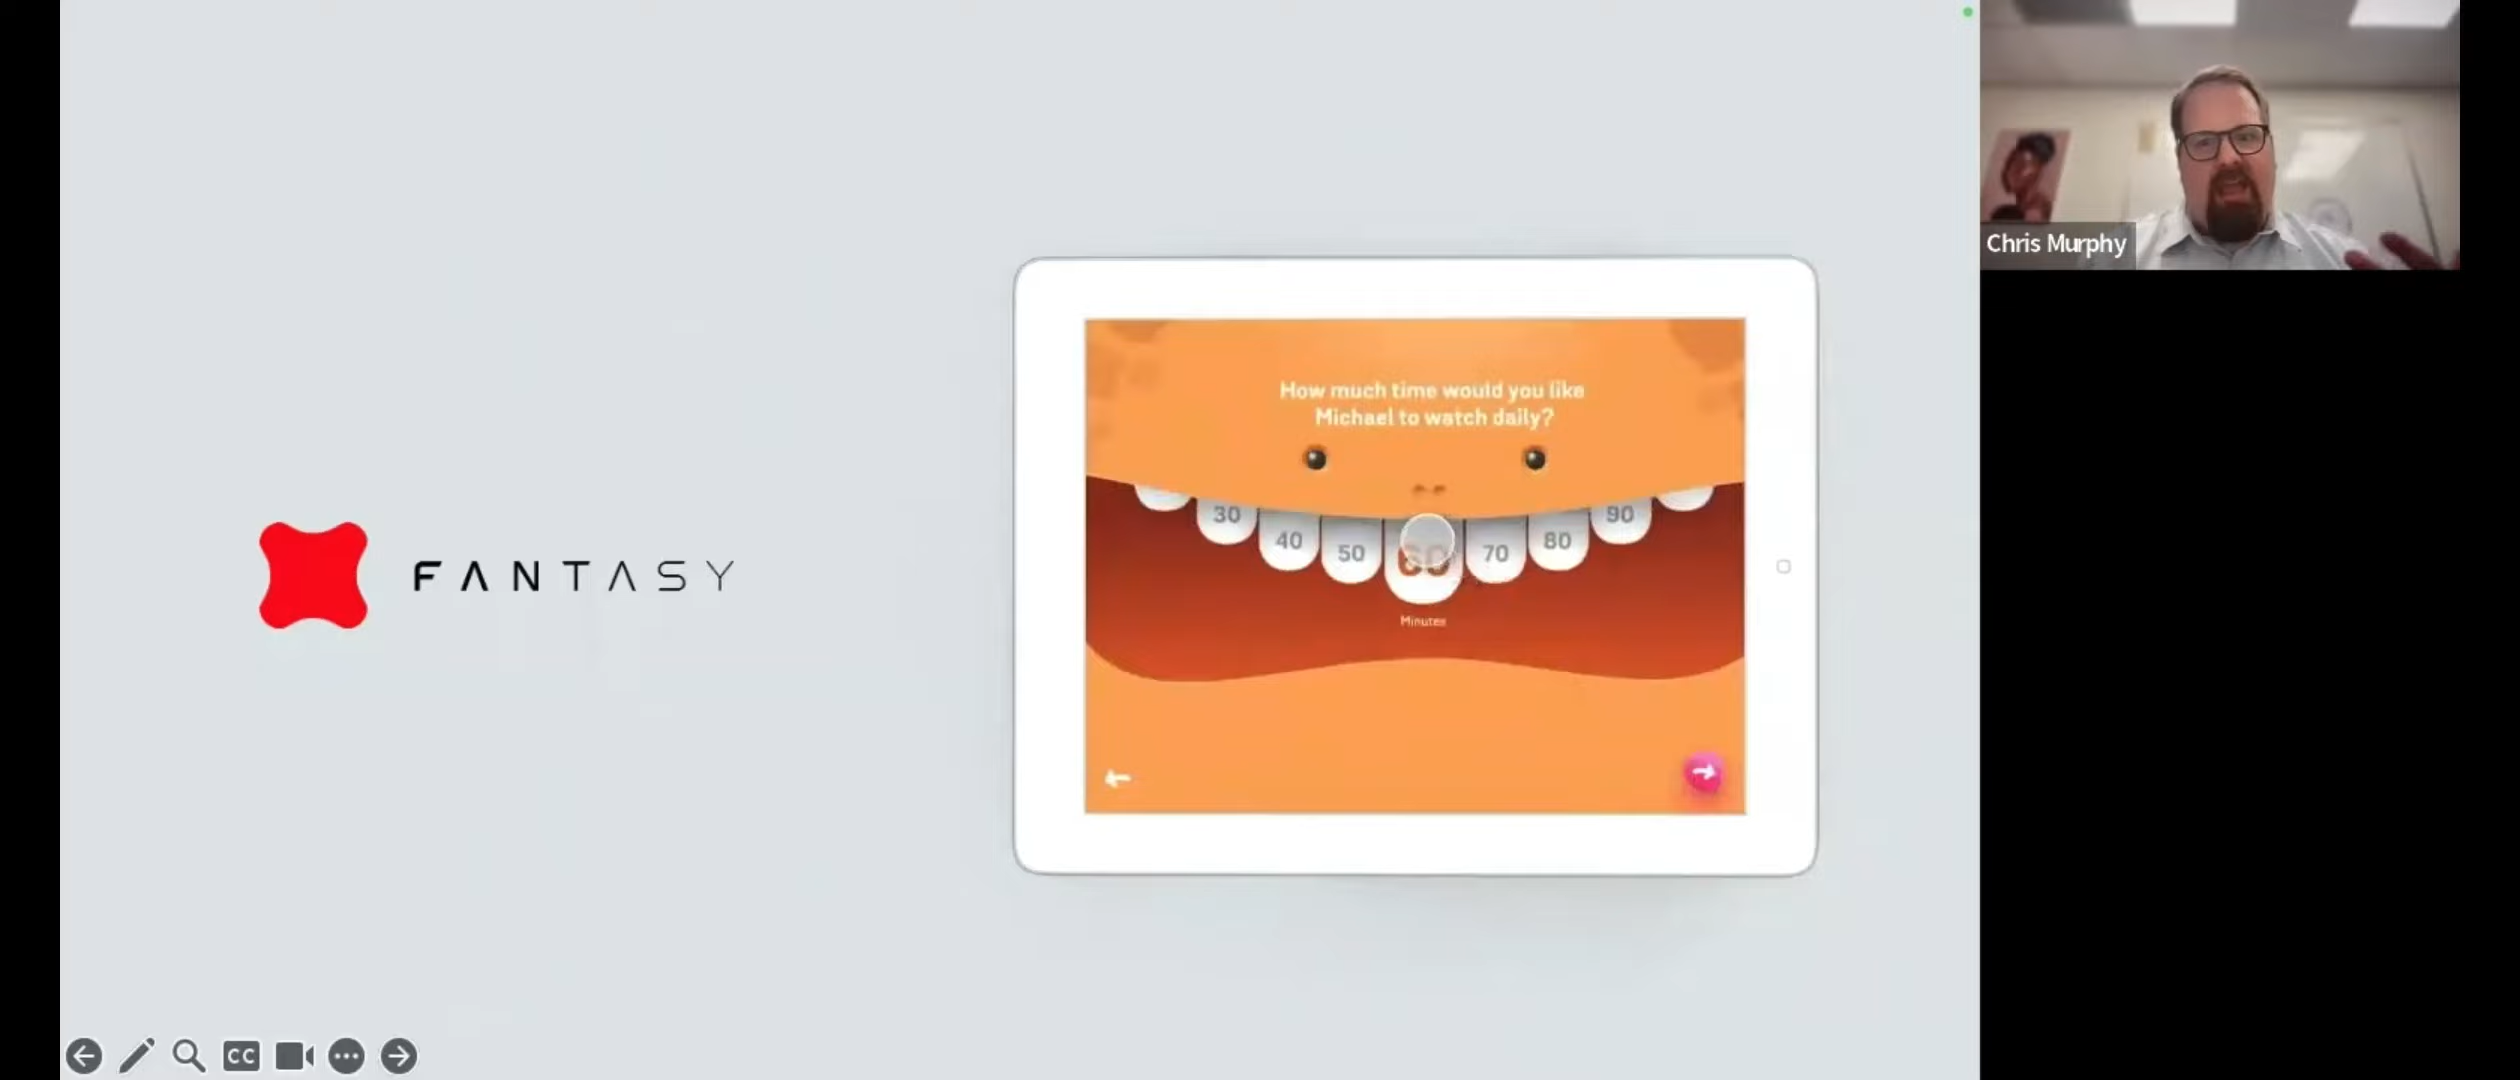 FANTASY
How much time would you like
Michael to watch daily?
30
40
50
60
70
80
90
Minutes
Chris Murphy
CC